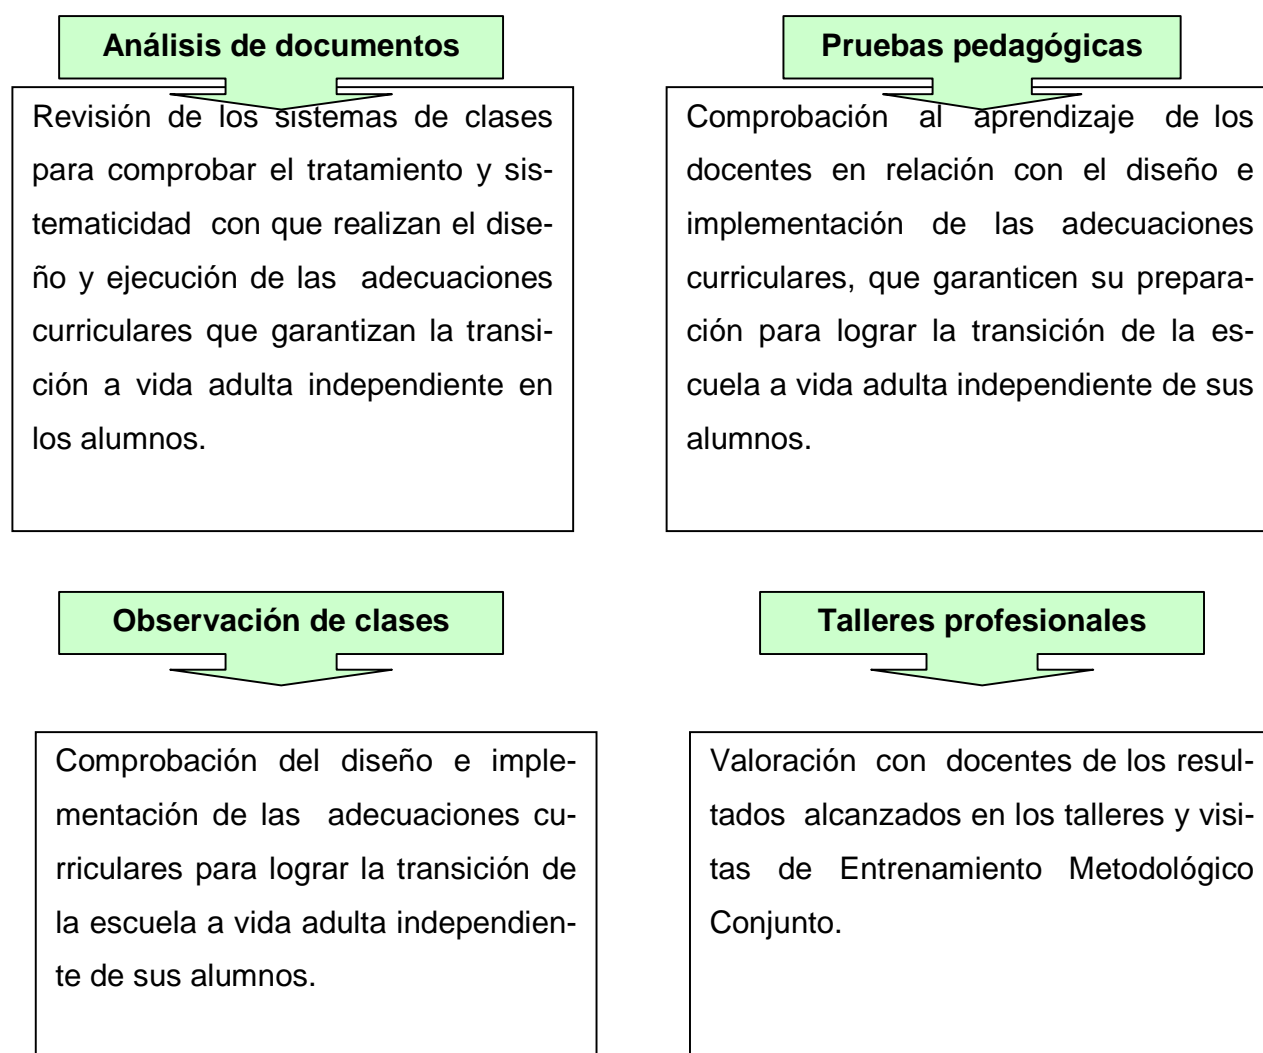 Análisis de documentos
Revisión de los sistemas de clases
para comprobar el tratamiento y sis-
tematicidad con que realizan el dise-
ño y ejecución de las adecuaciones
curriculares que garantizan la transi-
ción a vida adulta independiente en
los alumnos.
Pruebas pedagógicas
Comprobación al aprendizaje de los
docentes en relación con el diseño e
implementación de las adecuaciones
curriculares, que garanticen su prepara-
ción para lograr la transición de la es-
cuela a vida adulta independiente de sus
alumnos.
Observación de clases
Comprobación del diseño e imple-
mentación de las adecuaciones cu-
rriculares para lograr la transición de
la escuela a vida adulta independien-
te de sus alumnos.
Talleres profesionales
Valoración con docentes de los resul-
tados alcanzados en los talleres y visi-
tas de Entrenamiento Metodológico
Conjunto.